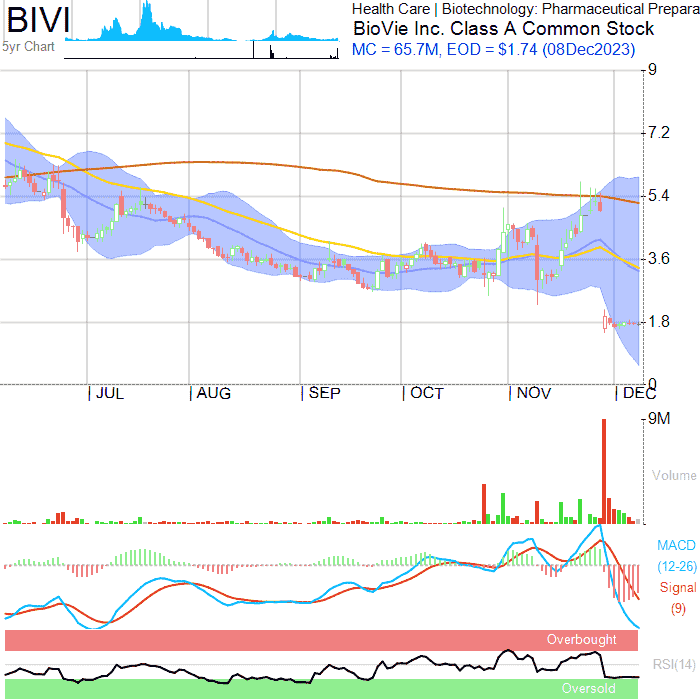 BIVI
5yr Chart
Health Care | Biotechnology: Pharmaceutical Prepara
BioVie Inc. Class A Common Stock
MC = 65.7M, EOD = $1.74 (08Dec2023)
9
7.2
5.4
3.6
1.8
0
JUL AUG SEP OCT NOV DEC
9M
Volume
MACD
(12-26)
Signal
(9)
Overbought
RSI(14)
Oversold